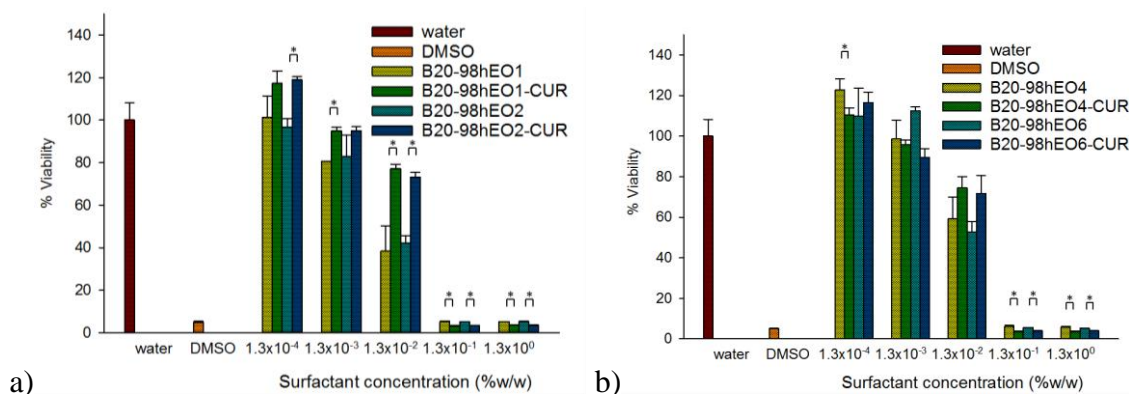 a)
% Viability
140
120
100
80
60
40
20
0
water
DMSO
B20-98hEO1
B20-98hEO1-CUR
B20-98hEO2
B20-98hEO2-CUR
* * * * * * * *
water DMSO 1.3x10⁻⁴ 1.3x10⁻³ 1.3x10⁻² 1.3x10⁻¹ 1.3x10⁰
Surfactant concentration (%w/w)
b)
% Viability
140
120
100
80
60
40
20
0
water
DMSO
B20-98hEO4
B20-98hEO4-CUR
B20-98hEO6
B20-98hEO6-CUR
* * * * *
water DMSO 1.3x10⁻⁴ 1.3x10⁻³ 1.3x10⁻² 1.3x10⁻¹ 1.3x10⁰
Surfactant concentration (%w/w)